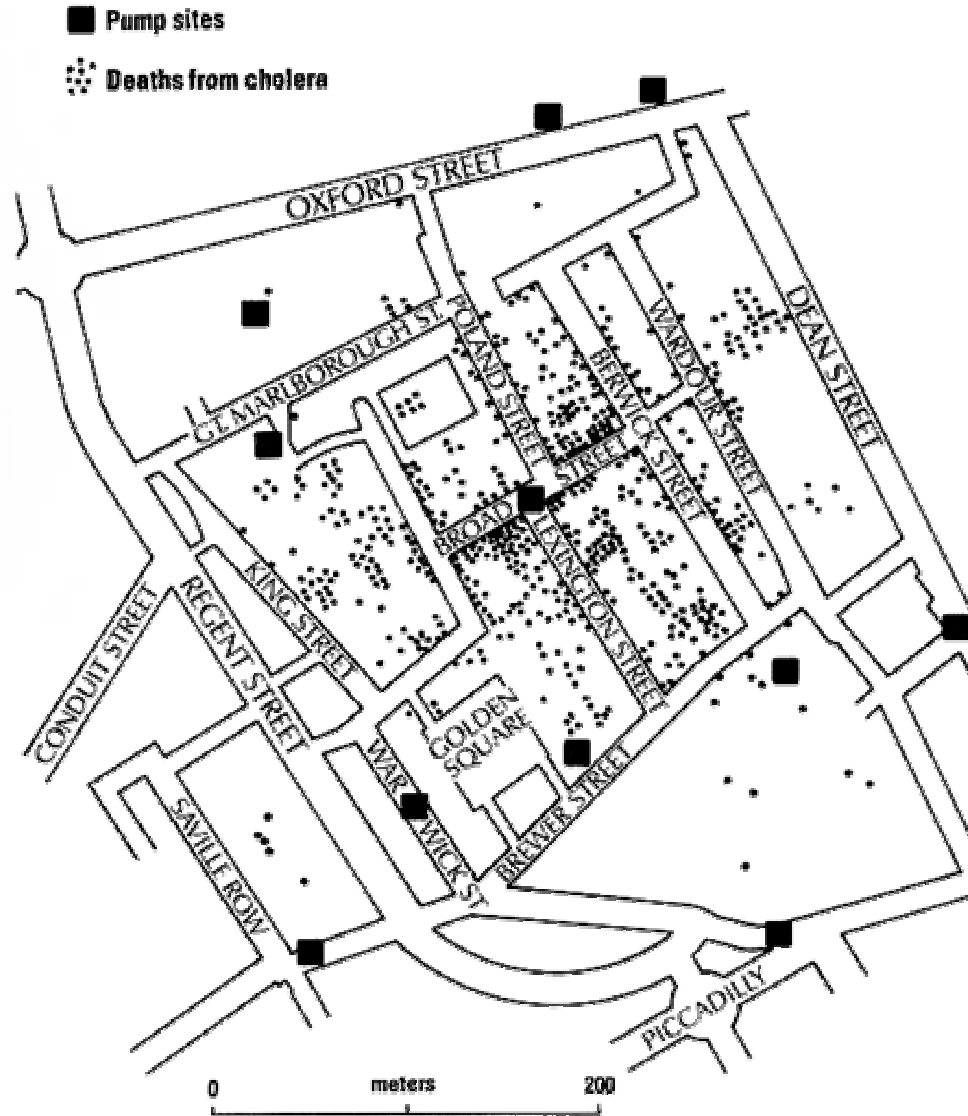 Pump sites
Deaths from cholera
OXFORD STREET
GT. MARLBOROUGH ST.
POLAND STREET
BERWICK STREET
WARDOUR STREET
DEAN STREET
BROAD STREET
LEXINGTON STREET
KING STREET
REGENT STREET
CONDUIT STREET
GOLDEN
SQUARE
WARWICK ST
BREWER STREET
SAVILLE ROW
PICCADILLY
0 meters 200